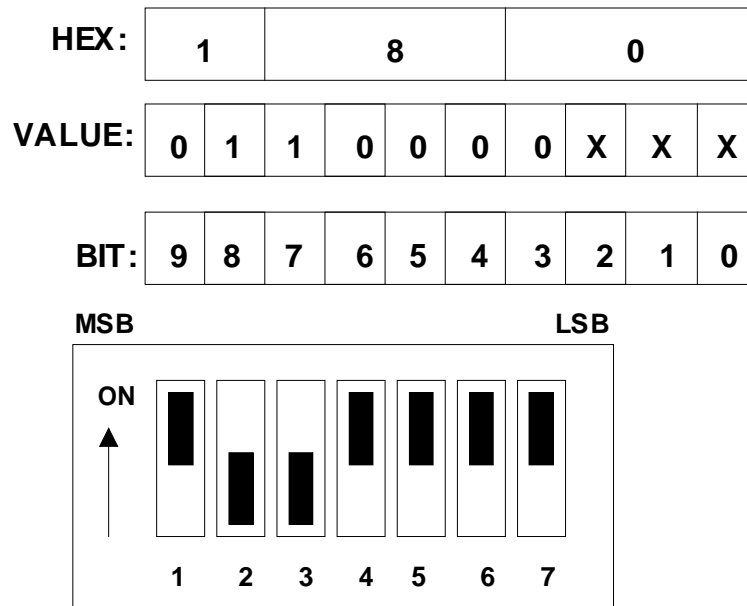 HEX: 1 8 0
VALUE: 0 1 1 0 0 0 0 X X X
BIT: 9 8 7 6 5 4 3 2 1 0
MSB LSB
ON
1 2 3 4 5 6 7